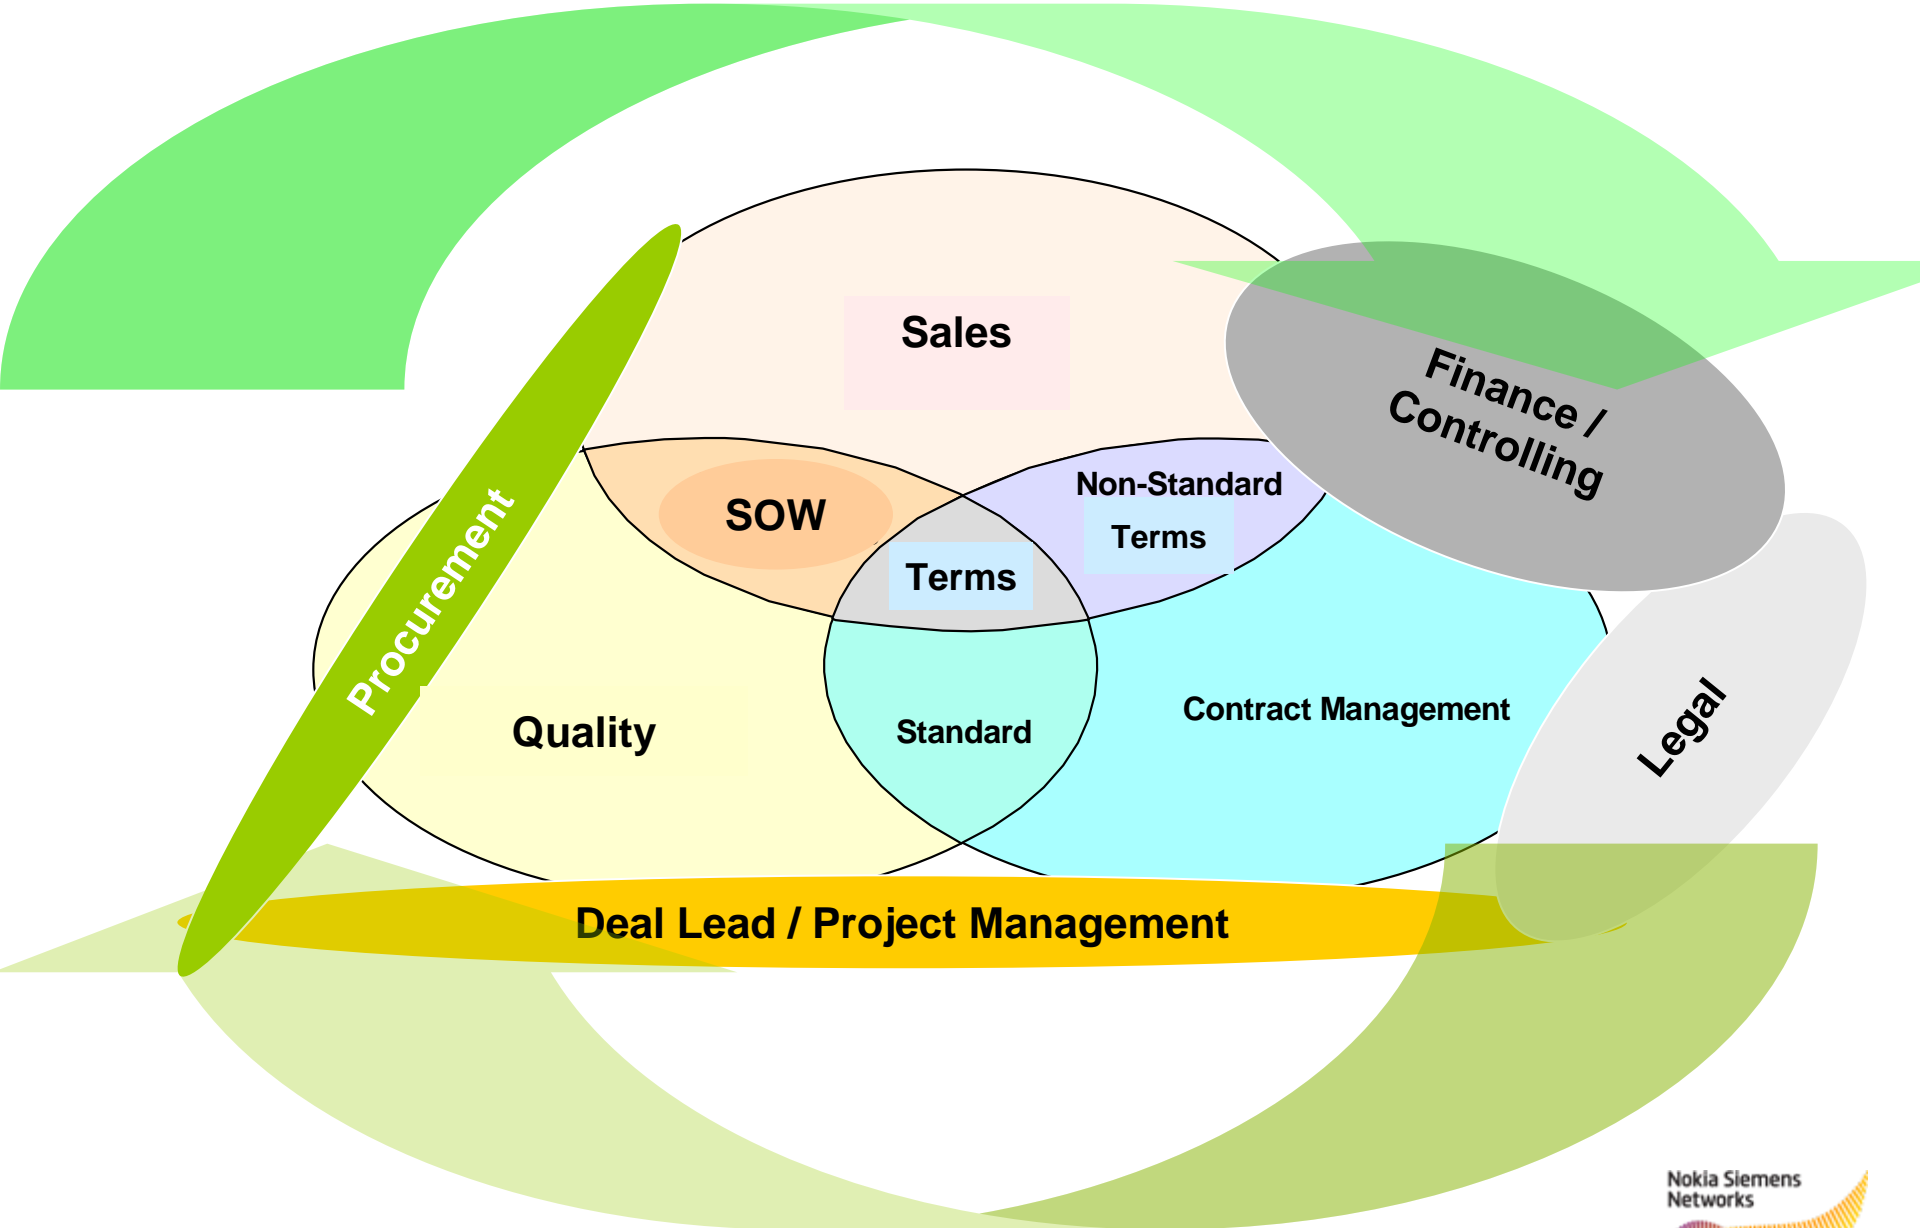 Sales
Finance /
Controlling
Non-Standard
Terms
SOW
Terms
Procurement
Quality
Standard
Contract Management
Legal
Deal Lead / Project Management
Nokia Siemens
Networks